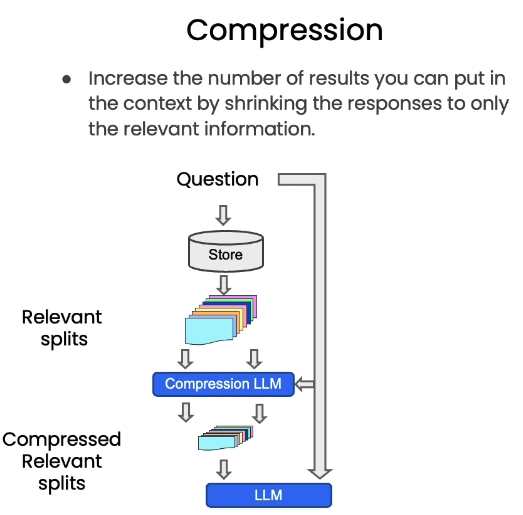 Compression
● Increase the number of results you can put in
the context by shrinking the responses to only
the relevant information.
Question
Store
Relevant
splits
Compression LLM
Compressed
Relevant
splits
LLM